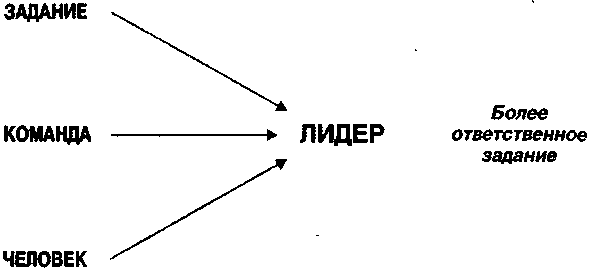 ЗАДАНИЕ
КОМАНДА
ЧЕЛОВЕК
ЛИДЕР
Более
ответственное
задание